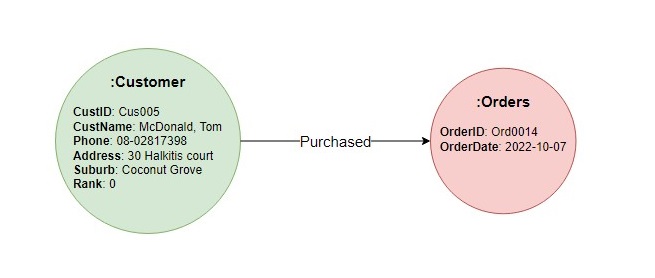 :Customer
CustID: Cus005
CustName: McDonald, Tom
Phone: 08-02817398
Address: 30 Halkitis court
Suburb: Coconut Grove
Rank: 0
Purchased
:Orders
OrderID: Ord0014
OrderDate: 2022-10-07